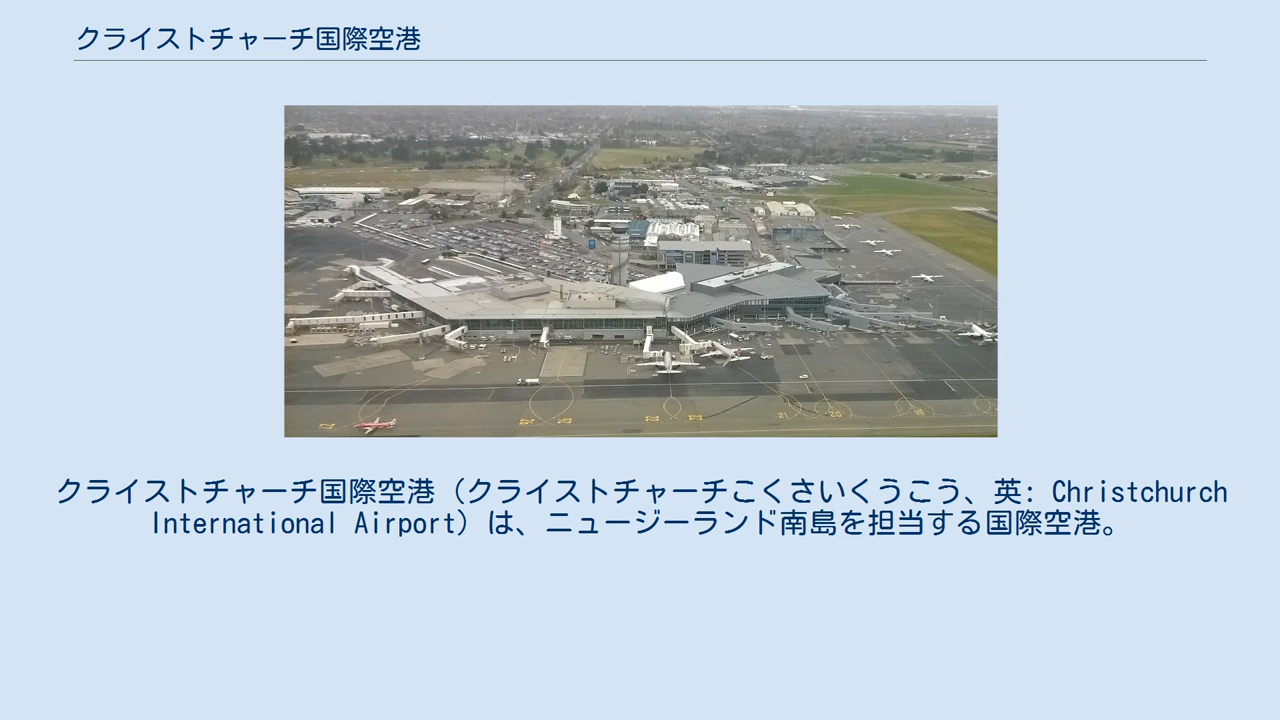 クライストチャーチ国際空港
クライストチャーチ国際空港（クライストチャーチこくさいくうこう、英: Christchurch
International Airport）は、ニュージーランド南島を担当する国際空港。